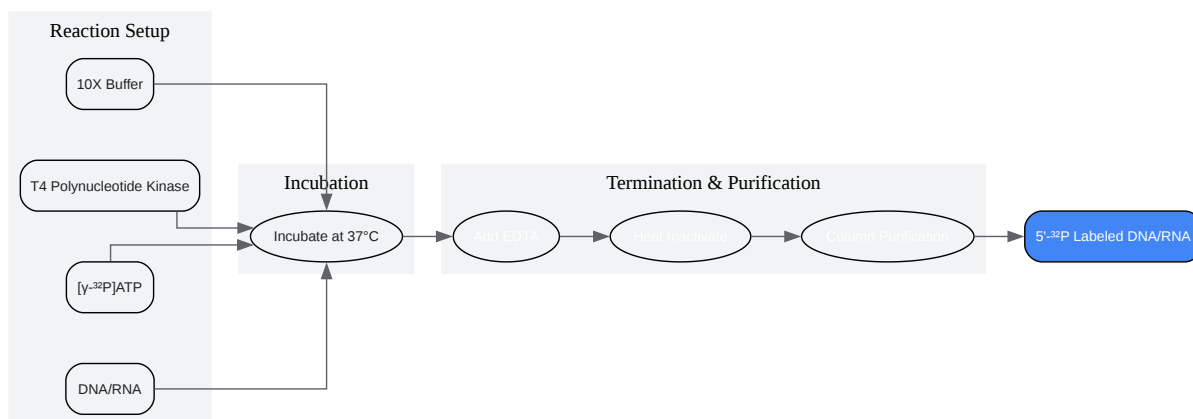 Reaction Setup
10X Buffer
T4 Polynucleotide Kinase
[γ-³²P]ATP
DNA/RNA
Incubation
Incubate at 37°C
Termination & Purification
Add EDTA
Heat Inactivate
Column Purification
5'-³²P Labeled DNA/RNA